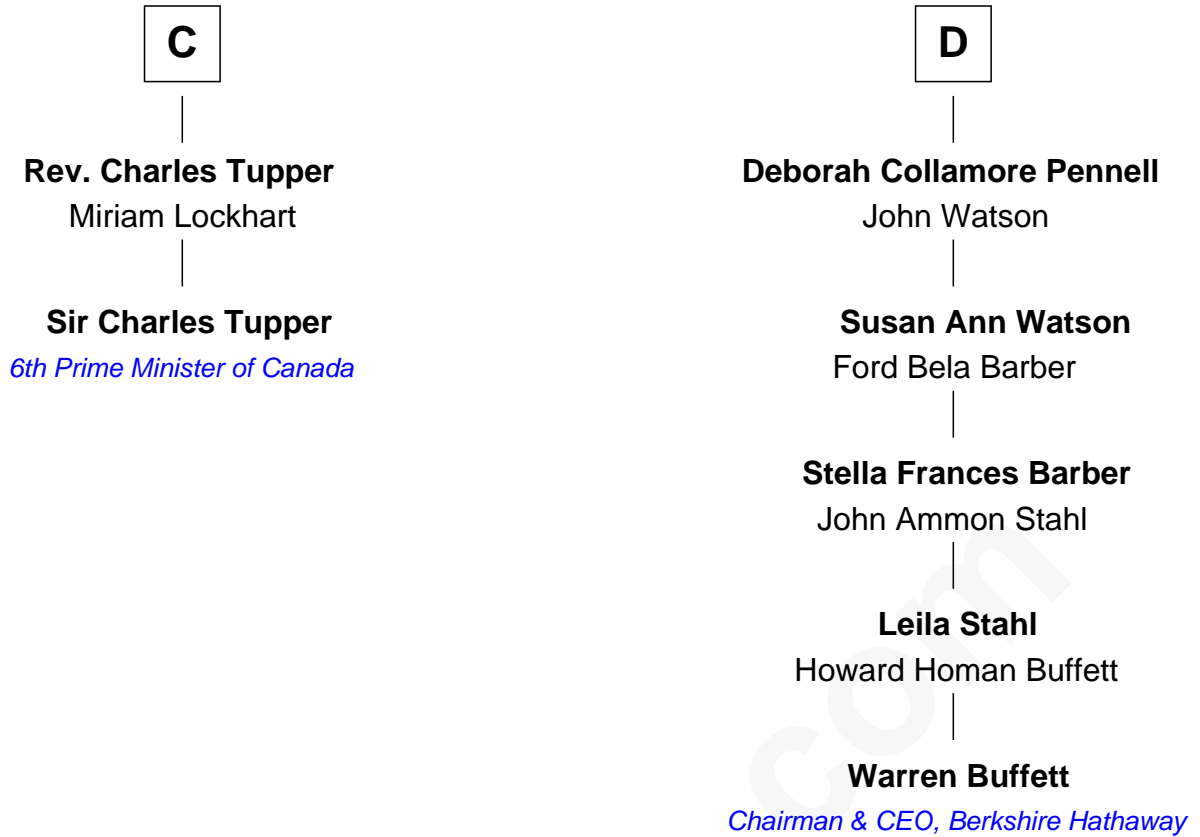 C
Rev. Charles Tupper
Miriam Lockhart
Sir Charles Tupper
6th Prime Minister of Canada
D
Deborah Collamore Pennell
John Watson
Susan Ann Watson
Ford Bela Barber
Stella Frances Barber
John Ammon Stahl
Leila Stahl
Howard Homan Buffett
Warren Buffett
Chairman & CEO, Berkshire Hathaway
com